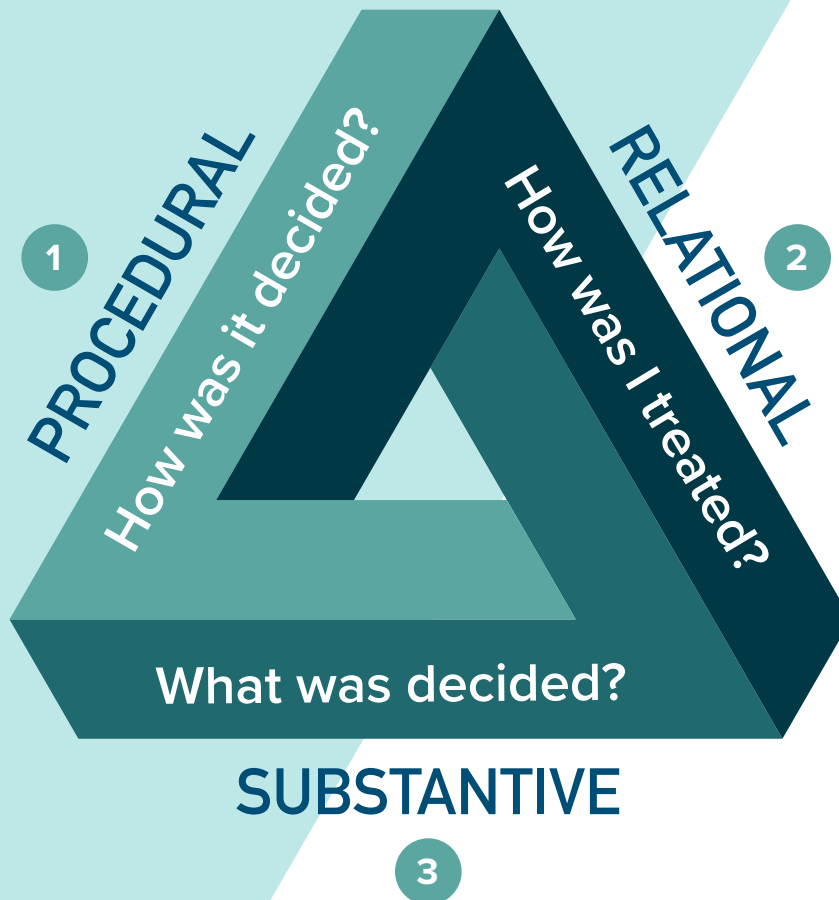 1
PROCEDURAL
How was it decided?
2
RELATIONAL
How was I treated?
What was decided?
SUBSTANTIVE
3